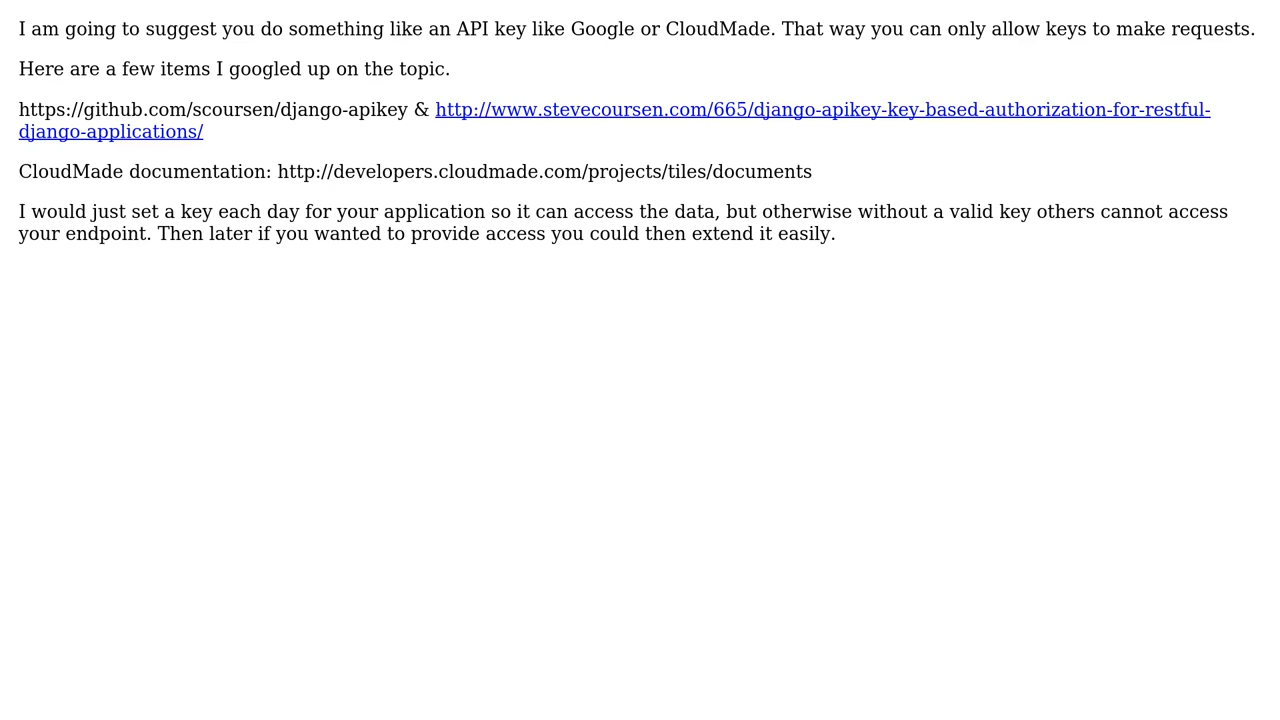 I am going to suggest you do something like an API key like Google or CloudMade. That way you can only allow keys to make requests.
Here are a few items I googled up on the topic.
https://github.com/scoursen/django-apikey & http://www.stevecoursen.com/665/django-apikey-key-based-authorization-for-restful-
django-applications/
CloudMade documentation: http://developers.cloudmade.com/projects/tiles/documents
I would just set a key each day for your application so it can access the data, but otherwise without a valid key others cannot access
your endpoint. Then later if you wanted to provide access you could then extend it easily.